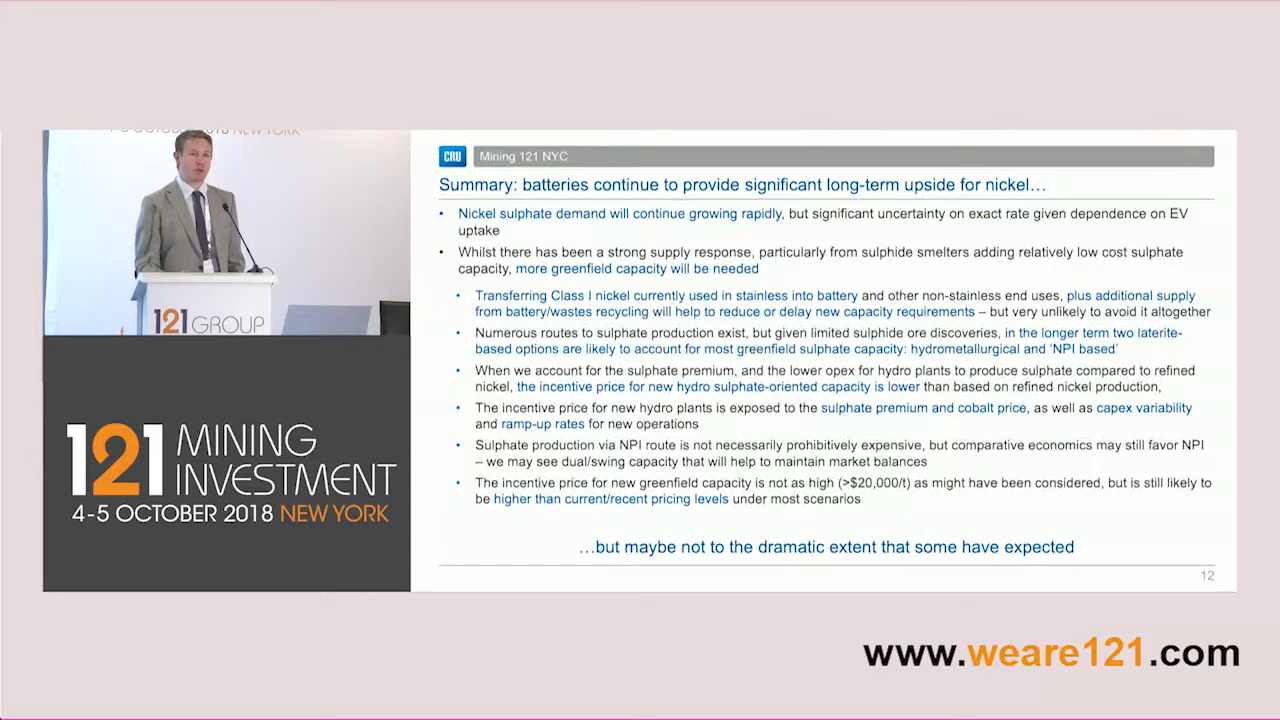 4-5 OCTOBER 2018 NEW YORK
121 GROUP
121 MINING
INVESTMENT
4-5 OCTOBER 2018 NEW YORK
CRU
Mining 121 NYC
Summary: batteries continue to provide significant long-term upside for nickel…
• Nickel sulphate demand will continue growing rapidly, but significant uncertainty on exact rate given dependence on EV
uptake
• Whilst there has been a strong supply response, particularly from sulphide smelters adding relatively low cost sulphate
capacity, more greenfield capacity will be needed
• Transferring Class I nickel currently used in stainless into battery and other non-stainless end uses, plus additional supply
from battery/wastes recycling will help to reduce or delay new capacity requirements – but very unlikely to avoid it altogether
• Numerous routes to sulphate production exist, but given limited sulphide ore discoveries, in the longer term two laterite-
based options are likely to account for most greenfield sulphate capacity: hydrometallurgical and ‘NPI based’
• When we account for the sulphate premium, and the lower opex for hydro plants to produce sulphate compared to refined
nickel, the incentive price for new hydro sulphate-oriented capacity is lower than based on refined nickel production,
• The incentive price for new hydro plants is exposed to the sulphate premium and cobalt price, as well as capex variability
and ramp-up rates for new operations
• Sulphate production via NPI route is not necessarily prohibitively expensive, but comparative economics may still favor NPI
– we may see dual/swing capacity that will help to maintain market balances
• The incentive price for new greenfield capacity is not as high (>$20,000/t) as might have been considered, but is still likely to
be higher than current/recent pricing levels under most scenarios
…but maybe not to the dramatic extent that some have expected
12
www.weare121.com